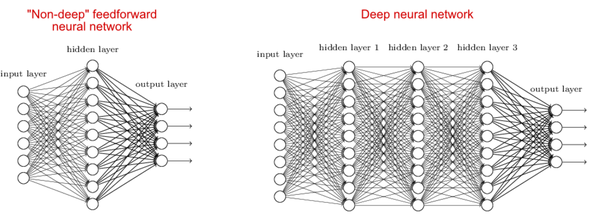 "Non-deep" feedforward
neural network
hidden layer
input layer
output layer
Deep neural network
hidden layer 1 hidden layer 2 hidden layer 3
input layer
output layer